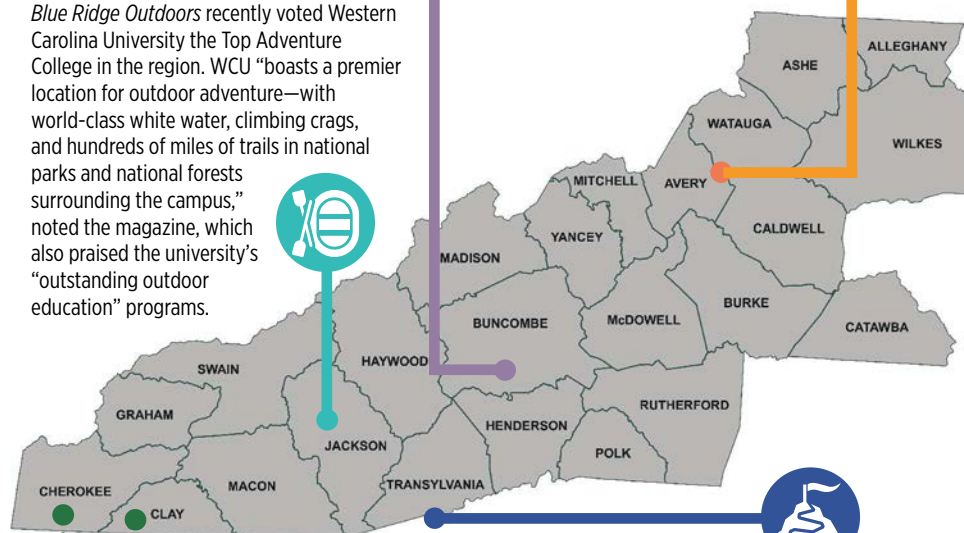 Blue Ridge Outdoors recently voted Western
Carolina University the Top Adventure
College in the region. WCU “boasts a premier
location for outdoor adventure—with
world-class white water, climbing crags,
and hundreds of miles of trails in national
parks and national forests
surrounding the campus,”
noted the magazine, which
also praised the university’s
“outstanding outdoor
education” programs.
ALLEGHANY
ASHE
WATAUGA
WILKES
MITCHELL
AVERY
CALDWELL
YANCEY
MADISON
BURKE
BUNCOMBE
McDOWELL
CATAWBA
HAYWOOD
SWAIN
RUTHERFORD
GRAHAM
HENDERSON
JACKSON
POLK
TRANSYLVANIA
MACON
CHEROKEE
CLAY